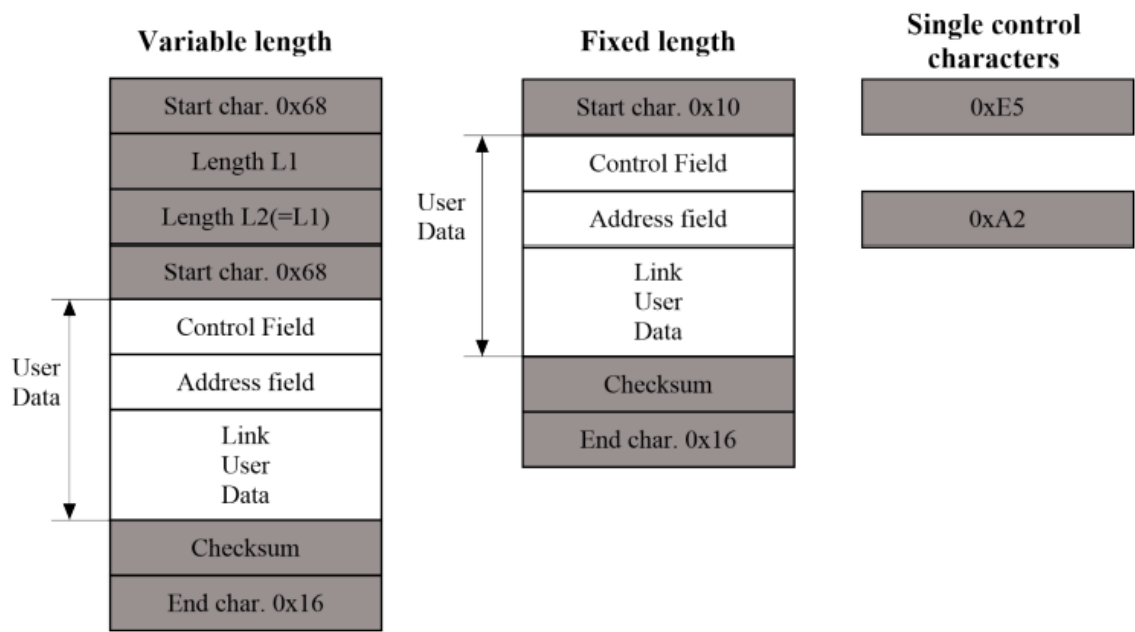 Variable length
Start char. 0x68
Length L1
Length L2(=L1)
Start char. 0x68
User
Data
Control Field
Address field
Link
User
Data
Checksum
End char. 0x16
Fixed length
Start char. 0x10
User
Data
Control Field
Address field
Link
User
Data
Checksum
End char. 0x16
Single control
characters
0xE5
0xA2